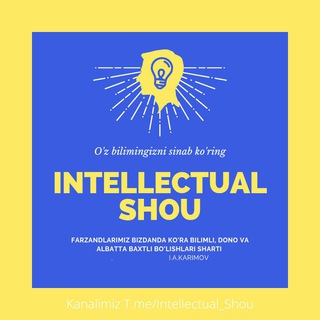 O'z bilimingizni sinab ko'ring
INTELLECTUAL
SHOU
FARZANDLARIMIZ BIZDANDA KO'RA BILIMLI, DONO VA
ALBATTA BAXTLI BO'LISHLARI SHART!
I.A.KARIMOV
Kanalimiz T.me/Intellectual_Shou